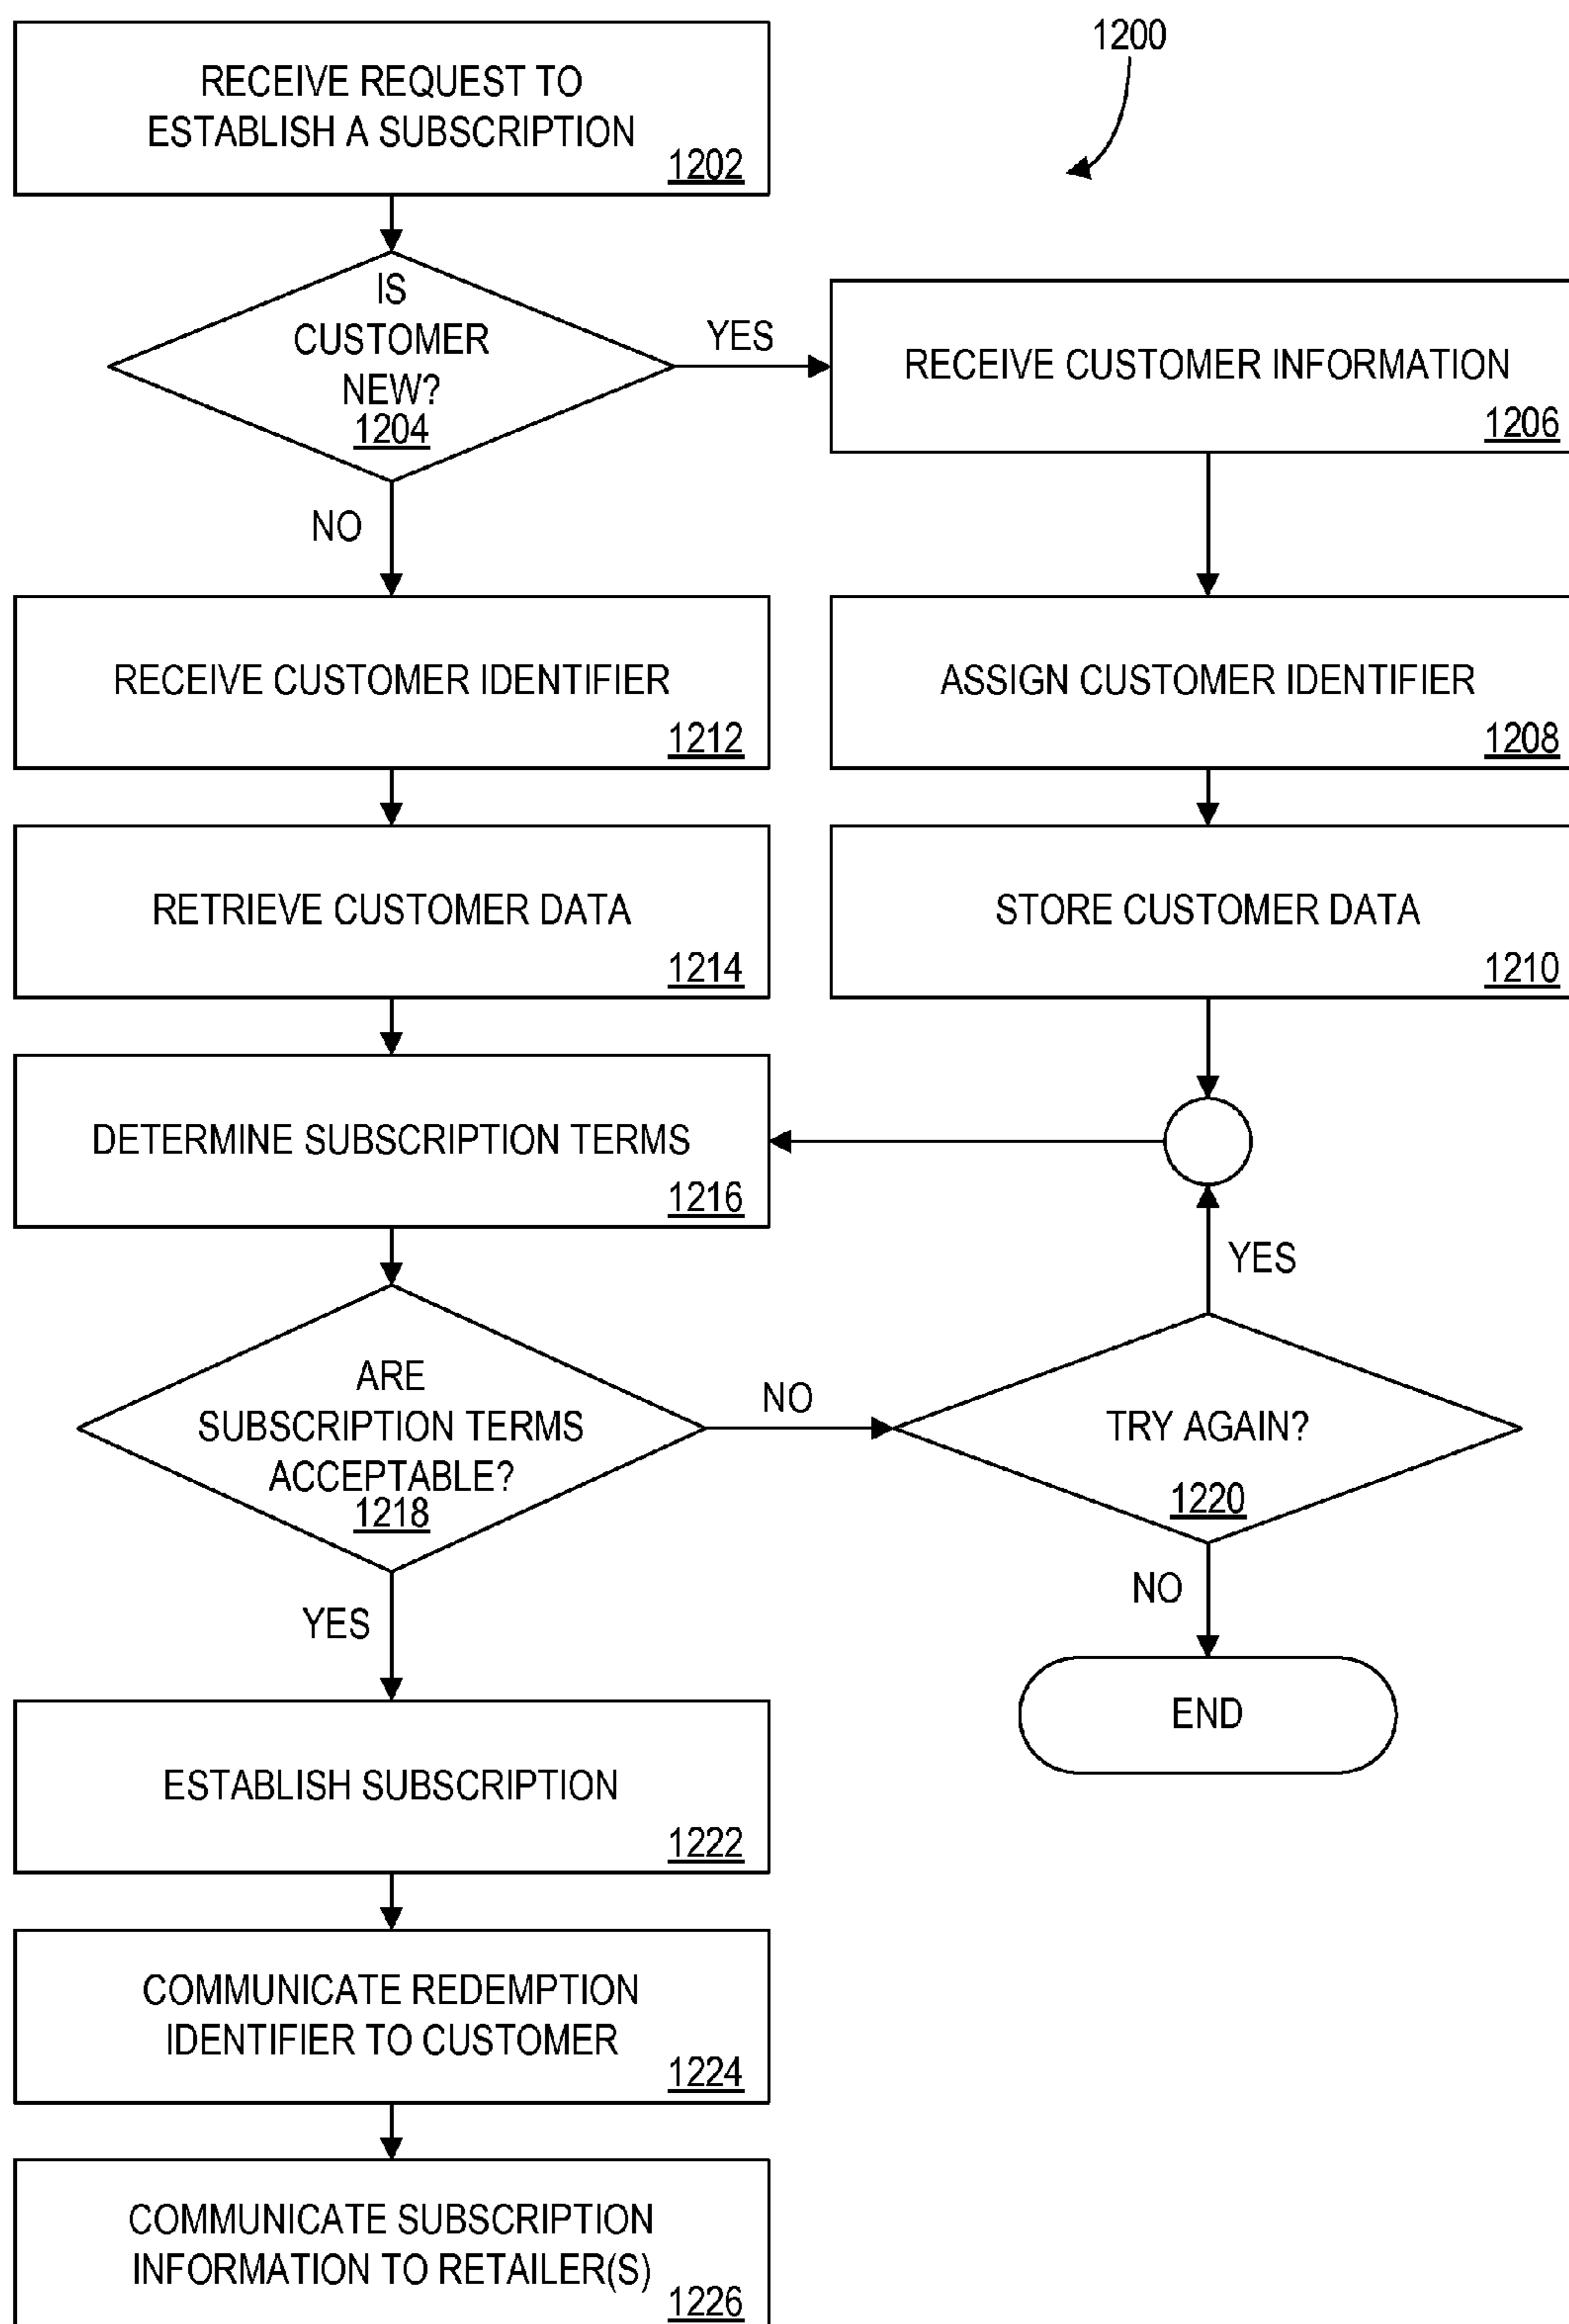 1200
RECEIVE REQUEST TO
ESTABLISH A SUBSCRIPTION
1202
IS
CUSTOMER
NEW?
1204
YES
RECEIVE CUSTOMER INFORMATION
1206
NO
RECEIVE CUSTOMER IDENTIFIER
1212
ASSIGN CUSTOMER IDENTIFIER
1208
RETRIEVE CUSTOMER DATA
1214
STORE CUSTOMER DATA
1210
DETERMINE SUBSCRIPTION TERMS
1216
YES
ARE
SUBSCRIPTION TERMS
ACCEPTABLE?
1218
NO
TRY AGAIN?
1220
NO
END
YES
ESTABLISH SUBSCRIPTION
1222
COMMUNICATE REDEMPTION
IDENTIFIER TO CUSTOMER
1224
COMMUNICATE SUBSCRIPTION
INFORMATION TO RETAILER(S)
1226